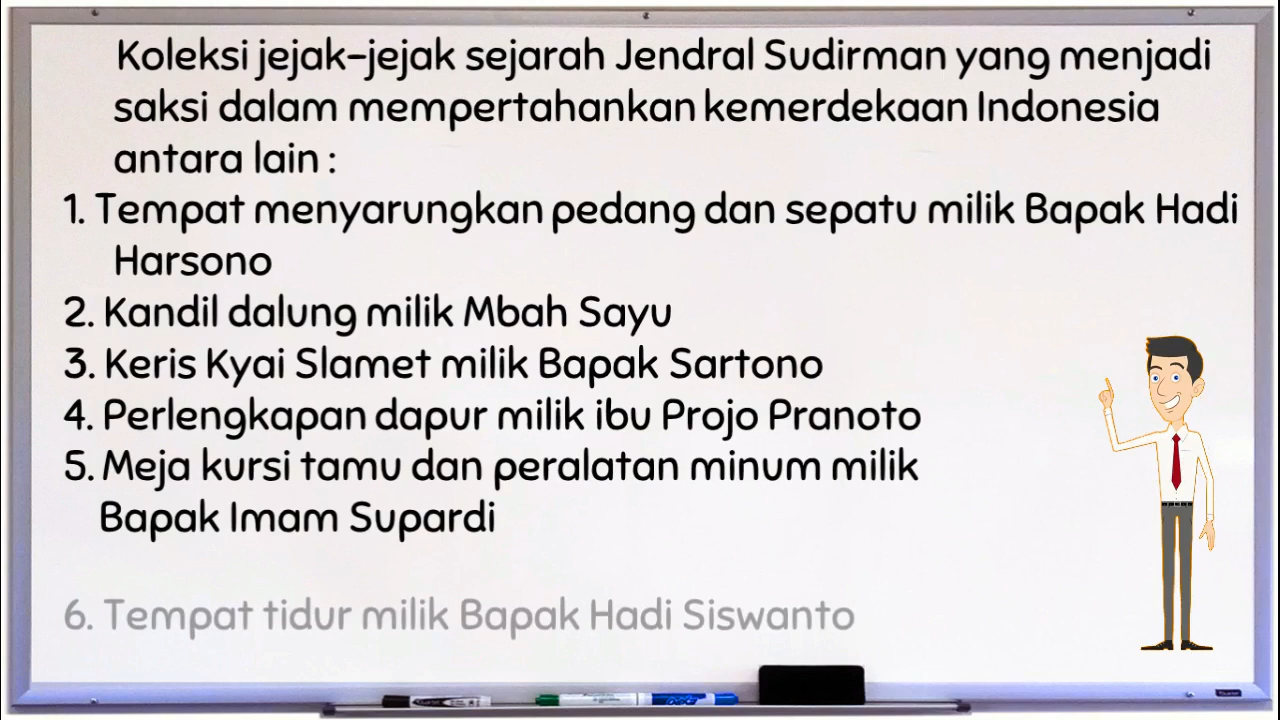 Koleksi jejak-jejak sejarah Jendral Sudirman yang menjadi
saksi dalam mempertahankan kemerdekaan Indonesia
antara lain :
1. Tempat menyarungkan pedang dan sepatu milik Bapak Hadi
Harsono
2. Kandil dalung milik Mbah Sayu
3. Keris Kyai Slamet milik Bapak Sartono
4. Perlengkapan dapur milik ibu Projo Pranoto
5. Meja kursi tamu dan peralatan minum milik
Bapak Imam Supardi
6. Tempat tidur milik Bapak Hadi Siswanto